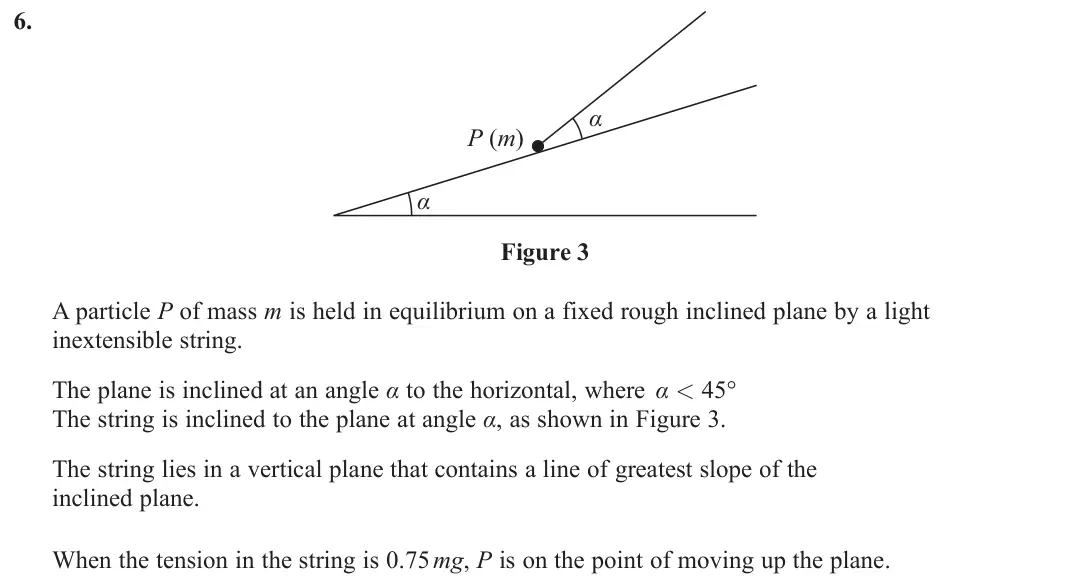 6.
P (m)
α
α
Figure 3
A particle P of mass m is held in equilibrium on a fixed rough inclined plane by a light
inextensible string.
The plane is inclined at an angle α to the horizontal, where α < 45°
The string is inclined to the plane at angle α, as shown in Figure 3.
The string lies in a vertical plane that contains a line of greatest slope of the
inclined plane.
When the tension in the string is 0.75mg, P is on the point of moving up the plane.